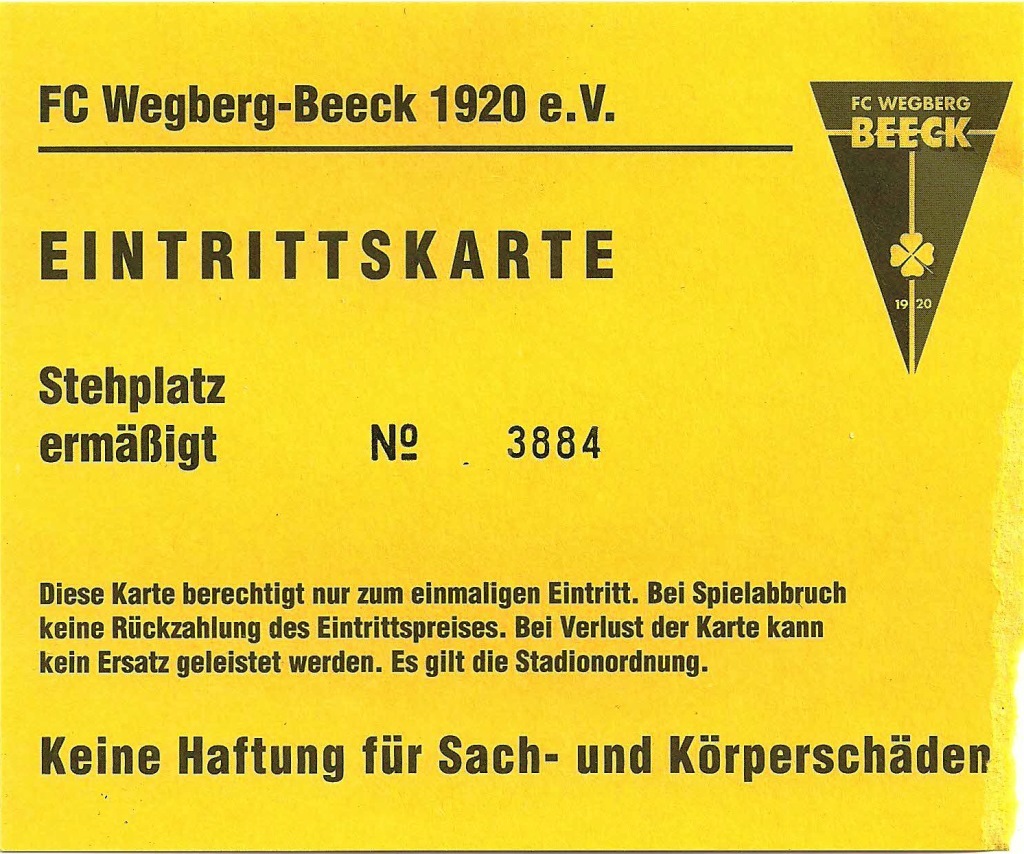 FC Wegberg-Beeck 1920 e.V.
FC WEGBERG
BEECK
19 20
EINTRITTSKARTE
Stehplatz
ermäßigt Nº 3884
Diese Karte berechtigt nur zum einmaligen Eintritt. Bei Spielabbruch
keine Rückzahlung des Eintrittspreises. Bei Verlust der Karte kann
kein Ersatz geleistet werden. Es gilt die Stadionordnung.
Keine Haftung für Sach- und Körperschäden